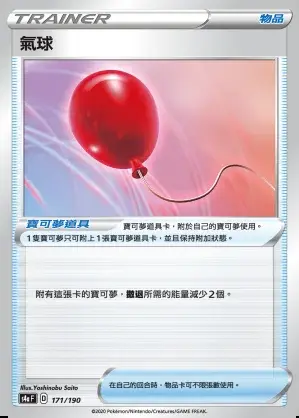 TRAINER 物品
氣球
寶可夢道具 寶可夢道具卡，附於自己的寶可夢使用。
1隻寶可夢只可附上1張寶可夢道具卡，並且保持附加狀態。
附有這張卡的寶可夢，撤退所需的能量減少2個。
Illus.Yoshinobu Saito
s4a F D 171/190
在自己的回合時，物品卡可不限張數使用。
©2020 Pokémon/Nintendo/Creatures/GAME FREAK.